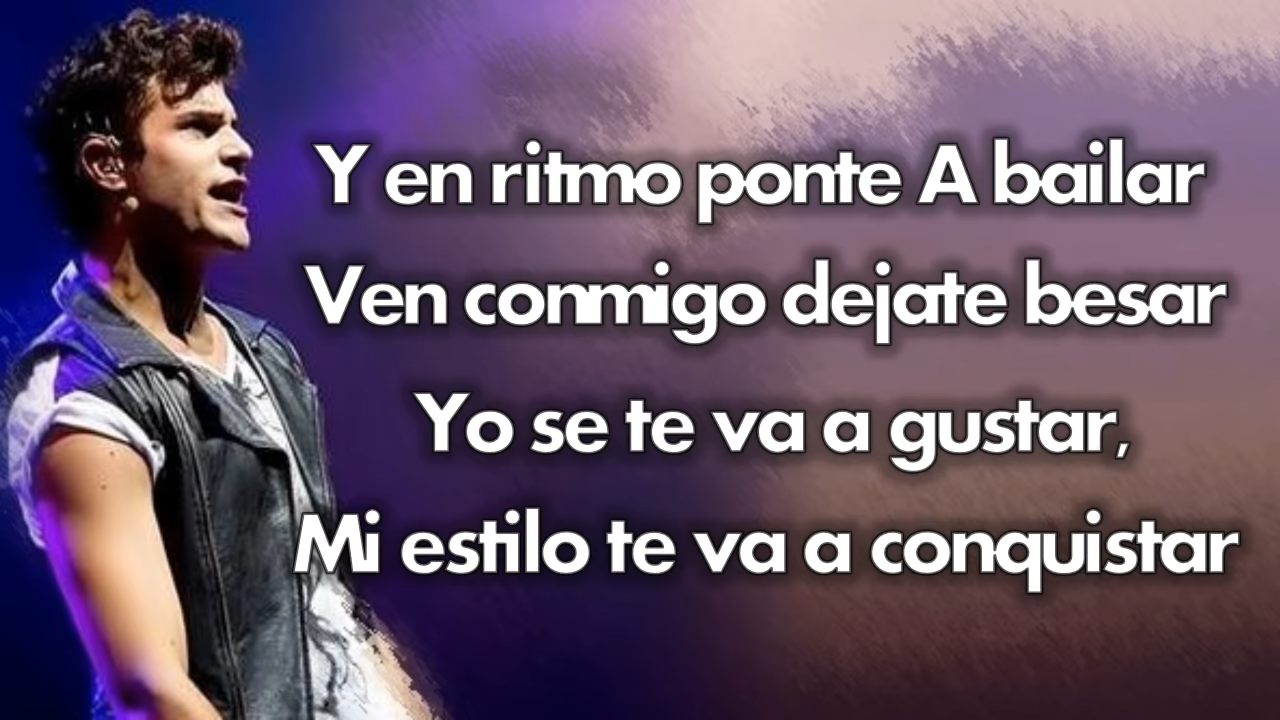 Y en ritmo ponte A bailar
Ven conmigo dejate besar
Yo se te va a gustar,
Mi estilo te va a conquistar